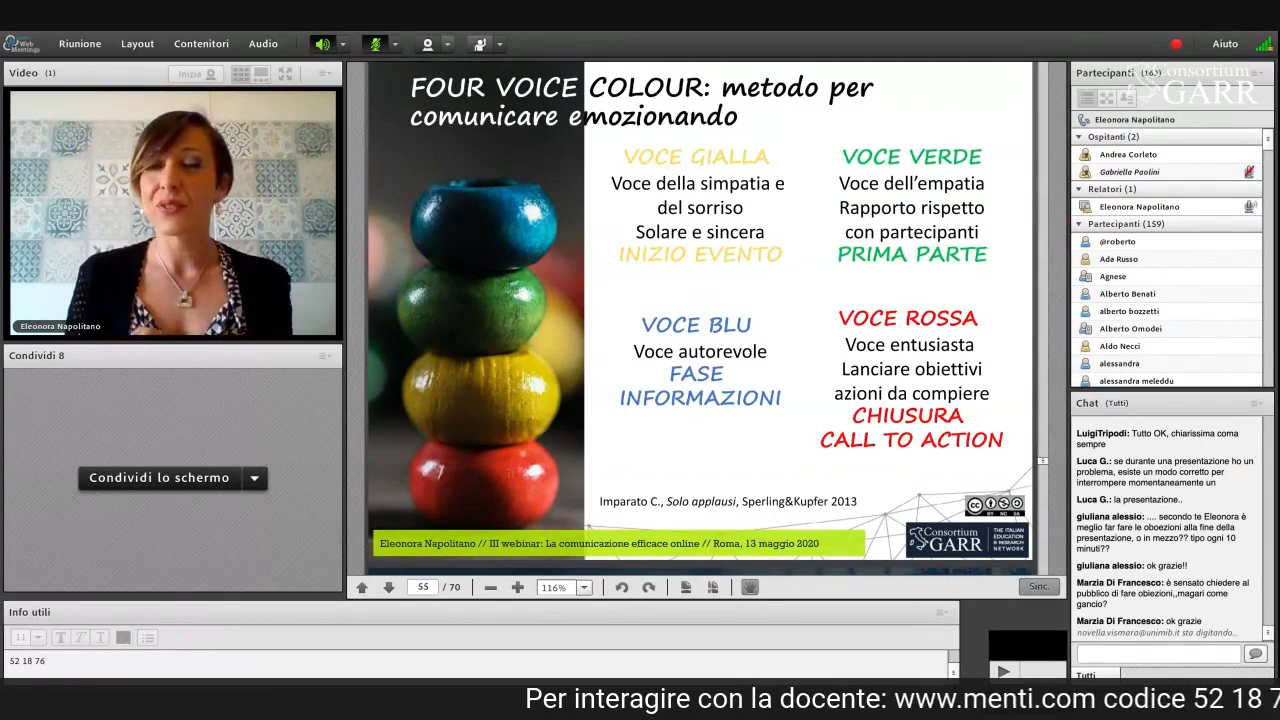 Web
Meetings
Riunione
Layout
Contenitori
Audio
Aiuto
Video (1)
Inizia
Eleonora Napolitano
Condividi 8
Condividi lo schermo
FOUR VOICE COLOUR: metodo per
comunicare emozionando
VOCE GIALLA
Voce della simpatia e
del sorriso
Solare e sincera
INIZIO EVENTO
VOCE VERDE
Voce dell’empatia
Rapporto rispetto
con partecipanti
PRIMA PARTE
VOCE BLU
Voce autorevole
FASE
INFORMAZIONI
VOCE ROSSA
Voce entusiasta
Lanciare obiettivi
azioni da compiere
CHIUSURA
CALL TO ACTION
Imparato C., Solo applausi, Sperling&Kupfer 2013
CC BY NC SA
Eleonora Napolitano // III webinar: La comunicazione efficace online // Roma, 13 maggio 2020
Consortium
GARR
THE ITALIAN
EDUCATION
& RESEARCH
NETWORK
55 / 70
116%
Sinc.
Partecipanti
Consortium
GARR
Eleonora Napolitano
Ospitanti (2)
Andrea Corleto
Gabriella Paolini
Relatori (1)
Eleonora Napolitano
Partecipanti (159)
@roberto
Ada Russo
Agnese
Alberto Benati
alberto bozzetti
Alberto Omodei
Aldo Necci
alessandra
alessandra meleddu
Chat (Tutti)
LuigiTripodi: Tutto OK, chiarissima coma
sempre
Luca G.: se durante una presentazione ho un
problema, esiste un modo corretto per
interrompere momentaneamente un
Luca G.: la presentazione..
giuliana alessio: .... secondo te Eleonora è
meglio far fare le oboezioni alla fine della
presentazione, o in mezzo?? tipo ogni 10
minuti??
giuliana alessio: ok grazie!!
Marzia Di Francesco: è sensato chiedere al
pubblico di fare obiezioni,,magari come
gancio?
Marzia Di Francesco: ok grazie
novella.vismara@unimib.it sta digitando...
Tutti
Info utili
11
T T T
52 18 76
Per interagire con la docente: www.menti.com codice 52 18 7